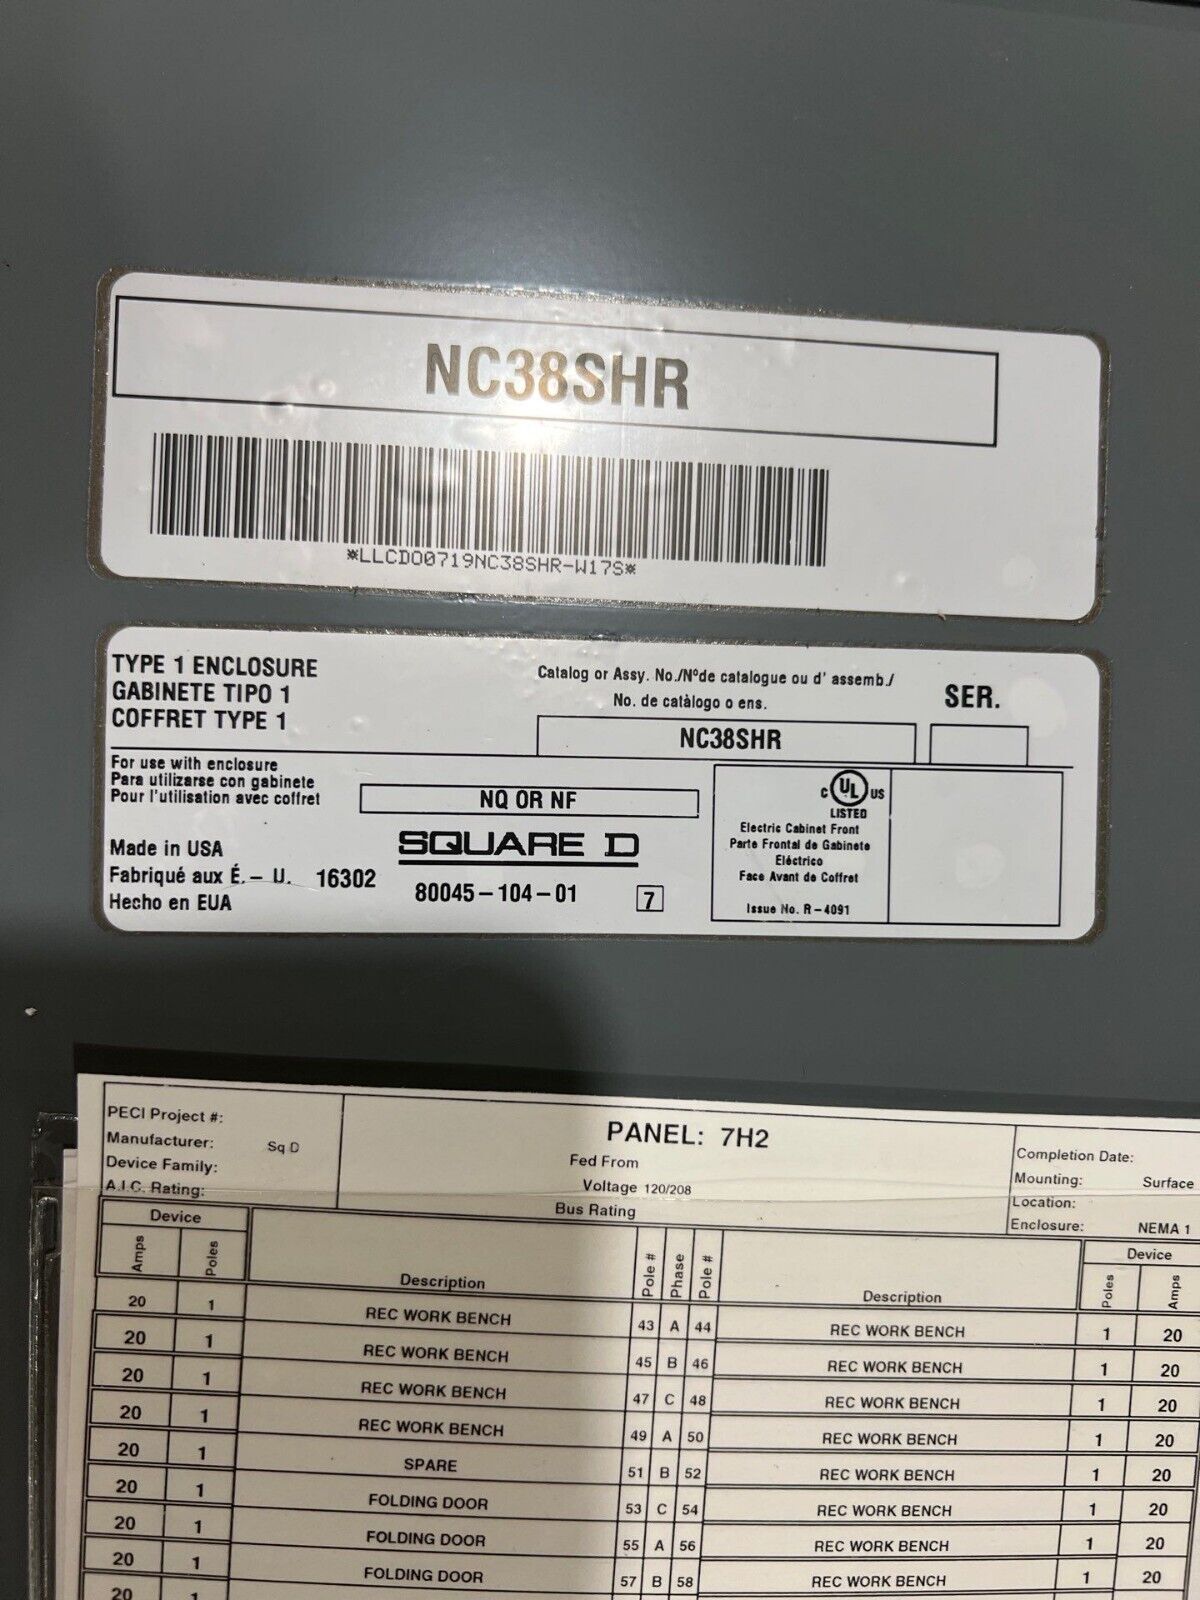 NC38SHR
*LLCDO0719NC38SHR-W17S*
TYPE 1 ENCLOSURE
GABINETE TIPO 1
COFFRET TYPE 1
Catalog or Assy. No./Nºde catalogue ou d' assemb./
No. de catàlogo o ens.
SER.
NC38SHR
For use with enclosure
Para utilizarse con gabinete
Pour l'utilisation avec coffret
NQ OR NF
Made in USA
Fabriqué aux É.- U. 16302
Hecho en EUA
SQUARE D
80045-104-01
7
C UL US
LISTED
Electric Cabinet Front
Parte Frontal de Gabinete
Eléctrico
Face Avant de Coffret
Issue No. R-4091
PECI Project #:
Manufacturer: Sq D
Device Family:
A.I.C. Rating:
PANEL: 7H2
Fed From
Voltage 120/208
Bus Rating
Completion Date:
Mounting: Surface
Location:
Enclosure: NEMA 1
Device Device
Amps Poles Description Pole # Phase Pole # Description Poles Amps
20 1 REC WORK BENCH 43 A 44 REC WORK BENCH 1 20
20 1 REC WORK BENCH 45 B 46 REC WORK BENCH 1 20
20 1 REC WORK BENCH 47 C 48 REC WORK BENCH 1 20
20 1 REC WORK BENCH 49 A 50 REC WORK BENCH 1 20
20 1 SPARE 51 B 52 REC WORK BENCH 1 20
20 1 FOLDING DOOR 53 C 54 REC WORK BENCH 1 20
20 1 FOLDING DOOR 55 A 56 REC WORK BENCH 1 20
20 1 FOLDING DOOR 57 B 58 REC WORK BENCH 1 20
20 1